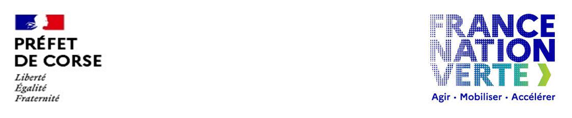 PRÉFET
DE CORSE
Liberté
Égalité
Fraternité
FRANCE
NATION
VERTE
Agir • Mobiliser • Accélérer